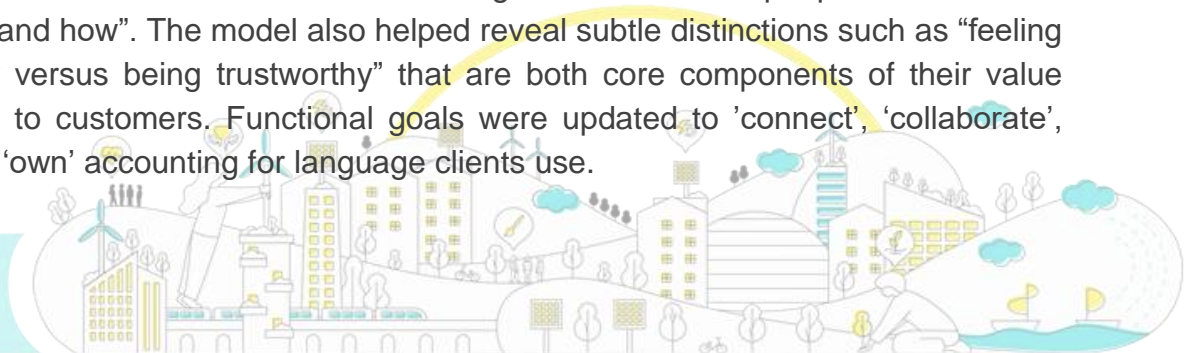 and how”. The model also helped reveal subtle distinctions such as “feeling
versus being trustworthy” that are both core components of their value
to customers. Functional goals were updated to ’connect’, ‘collaborate’,
‘own’ accounting for language clients use.